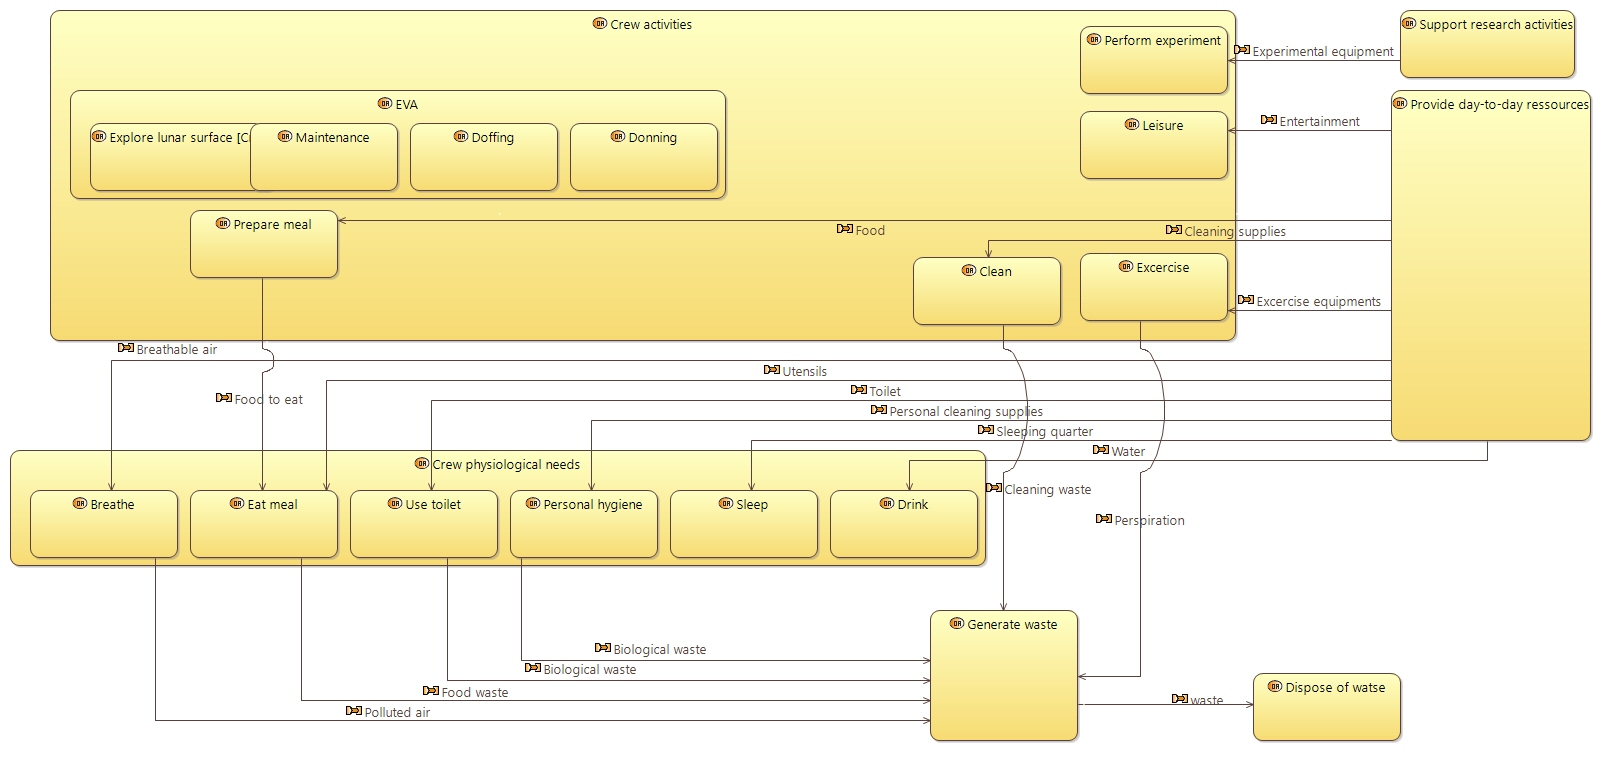 Crew activities
Support research activities
Perform experiment
Experimental equipment
EVA
Provide day-to-day ressources
Explore lunar surface [C
Maintenance
Doffing
Donning
Leisure
Entertainment
Prepare meal
Food
Cleaning supplies
Clean
Excercise
Excercise equipments
Breathable air
Utensils
Toilet
Food to eat
Personal cleaning supplies
Sleeping quarter
Water
Crew physiological needs
Cleaning waste
Breathe
Eat meal
Use toilet
Personal hygiene
Sleep
Drink
Perspiration
Generate waste
Biological waste
Biological waste
Food waste
Polluted air
Dispose of watse
waste